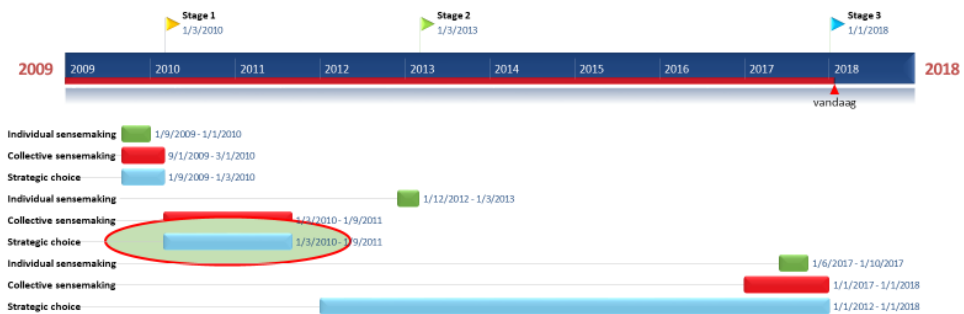 Stage 1
1/3/2010
Stage 2
1/3/2013
Stage 3
1/1/2018
2009 2009 2010 2011 2012 2013 2014 2015 2016 2017 2018 2018
vandaag
Individual sensemaking 1/9/2009 - 1/1/2010
Collective sensemaking 9/1/2009 - 3/1/2010
Strategic choice 1/9/2009 - 1/3/2010
Individual sensemaking 1/12/2012 - 1/3/2013
Collective sensemaking 1/3/2010 - 1/9/2011
Strategic choice 1/3/2010 - 1/9/2011
Individual sensemaking 1/6/2017 - 1/10/2017
Collective sensemaking 1/1/2017 - 1/1/2018
Strategic choice 1/1/2012 - 1/1/2018